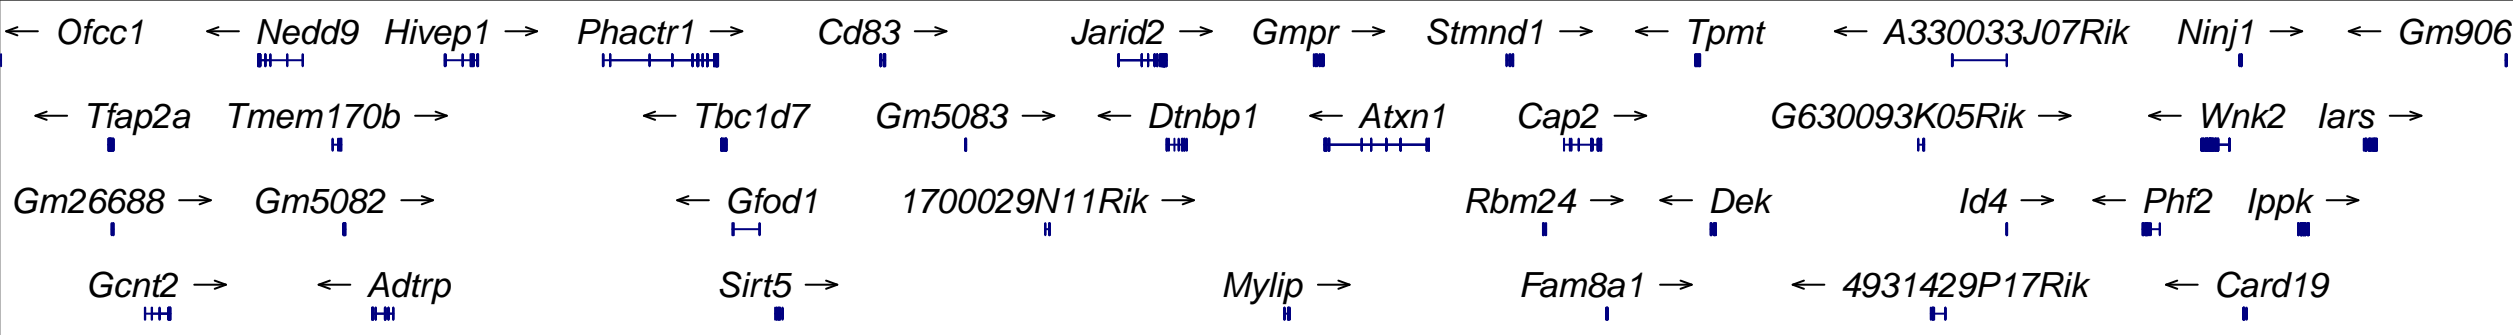 ← Ofcc1 ← Nedd9 Hivep1 → Phactr1 → Cd83 → Jarid2 → Gmpr → Stmnd1 → ← Tpmt ← A330033J07Rik Ninj1 → ← Gm906
← Tfap2a Tmem170b → ← Tbc1d7 Gm5083 → ← Dtnbp1 ← Atxn1 Cap2 → G630093K05Rik → ← Wnk2 Iars →
Gm26688 → Gm5082 → ← Gfod1 1700029N11Rik → Rbm24 → ← Dek Id4 → ← Phf2 Ippk →
Gcnt2 → ← Adtrp Sirt5 → Mylip → Fam8a1 → ← 4931429P17Rik ← Card19